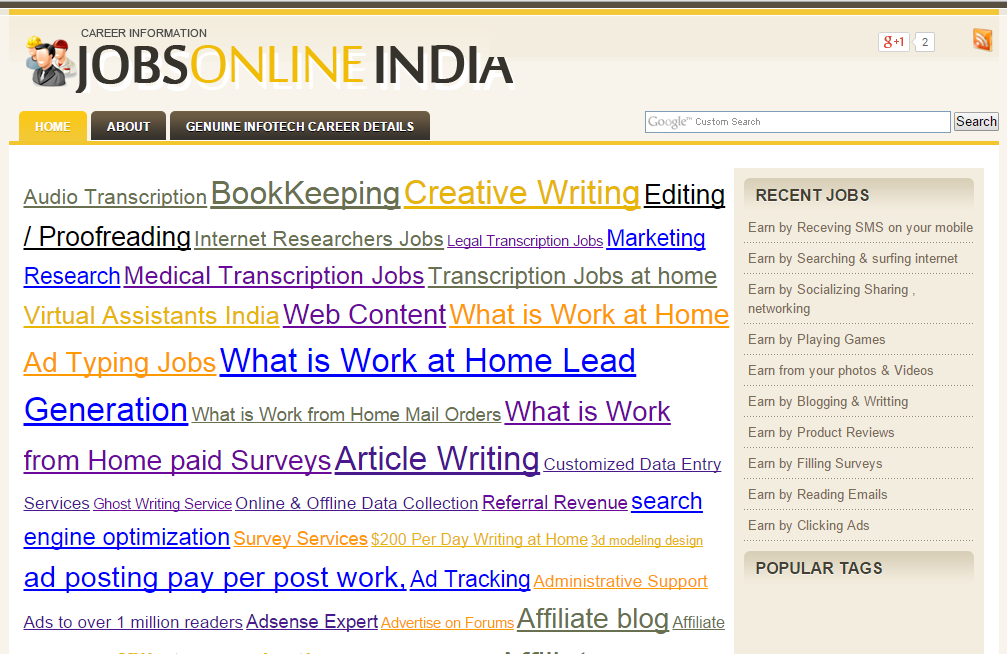 CAREER INFORMATION
JOBSONLINE INDIA
g+1 2
HOME ABOUT GENUINE INFOTECH CAREER DETAILS
Google™ Custom Search Search
Audio Transcription BookKeeping Creative Writing Editing
/ Proofreading Internet Researchers Jobs Legal Transcription Jobs Marketing
Research Medical Transcription Jobs Transcription Jobs at home
Virtual Assistants India Web Content What is Work at Home
Ad Typing Jobs What is Work at Home Lead
Generation What is Work from Home Mail Orders What is Work
from Home paid Surveys Article Writing Customized Data Entry
Services Ghost Writing Service Online & Offline Data Collection Referral Revenue search
engine optimization Survey Services $200 Per Day Writing at Home 3d modeling design
ad posting pay per post work, Ad Tracking Administrative Support
Ads to over 1 million readers Adsense Expert Advertise on Forums Affiliate blog Affiliate
RECENT JOBS
Earn by Receving SMS on your mobile
Earn by Searching & surfing internet
Earn by Socializing Sharing ,
networking
Earn by Playing Games
Earn from your photos & Videos
Earn by Blogging & Writting
Earn by Product Reviews
Earn by Filling Surveys
Earn by Reading Emails
Earn by Clicking Ads
POPULAR TAGS